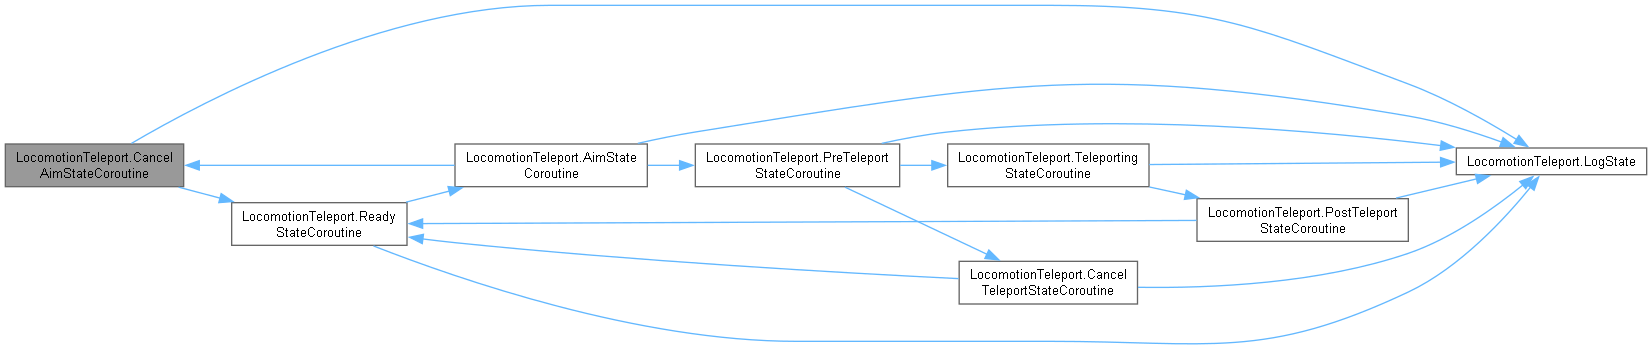 LocomotionTeleport.Cancel
AimStateCoroutine
LocomotionTeleport.Ready
StateCoroutine
LocomotionTeleport.AimState
Coroutine
LocomotionTeleport.PreTeleport
StateCoroutine
LocomotionTeleport.Teleporting
StateCoroutine
LocomotionTeleport.Cancel
TeleportStateCoroutine
LocomotionTeleport.PostTeleport
StateCoroutine
LocomotionTeleport.LogState